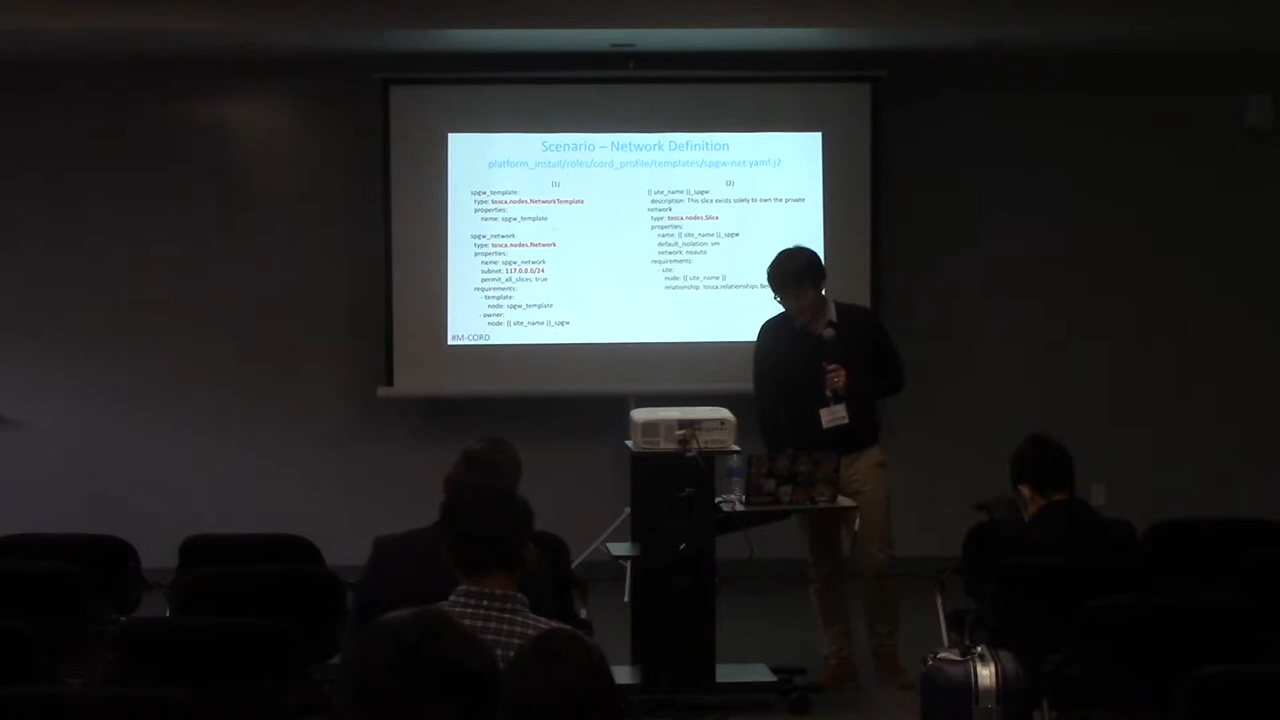 Scenario – Network Definition
platform_install/roles/cord_profile/templates/spgw-net.yaml.j2
(1)
spgw_template:
type: tosca.nodes.NetworkTemplate
properties:
name: spgw_template
spgw_network:
type: tosca.nodes.Network
properties:
name: spgw_network
subnet: 117.0.0.0/24
permit_all_slices: true
requirements:
- template:
node: spgw_template
- owner:
node: {{ site_name }}_spgw
(2)
{{ site_name }}_spgw:
description: This slice exists solely to own the private
network
type: tosca.nodes.Slice
properties:
name: {{ site_name }}_spgw
default_isolation: vm
network: noauto
requirements:
- site:
node: {{ site_name }}
relationship: tosca.relationships.
#M-CORD